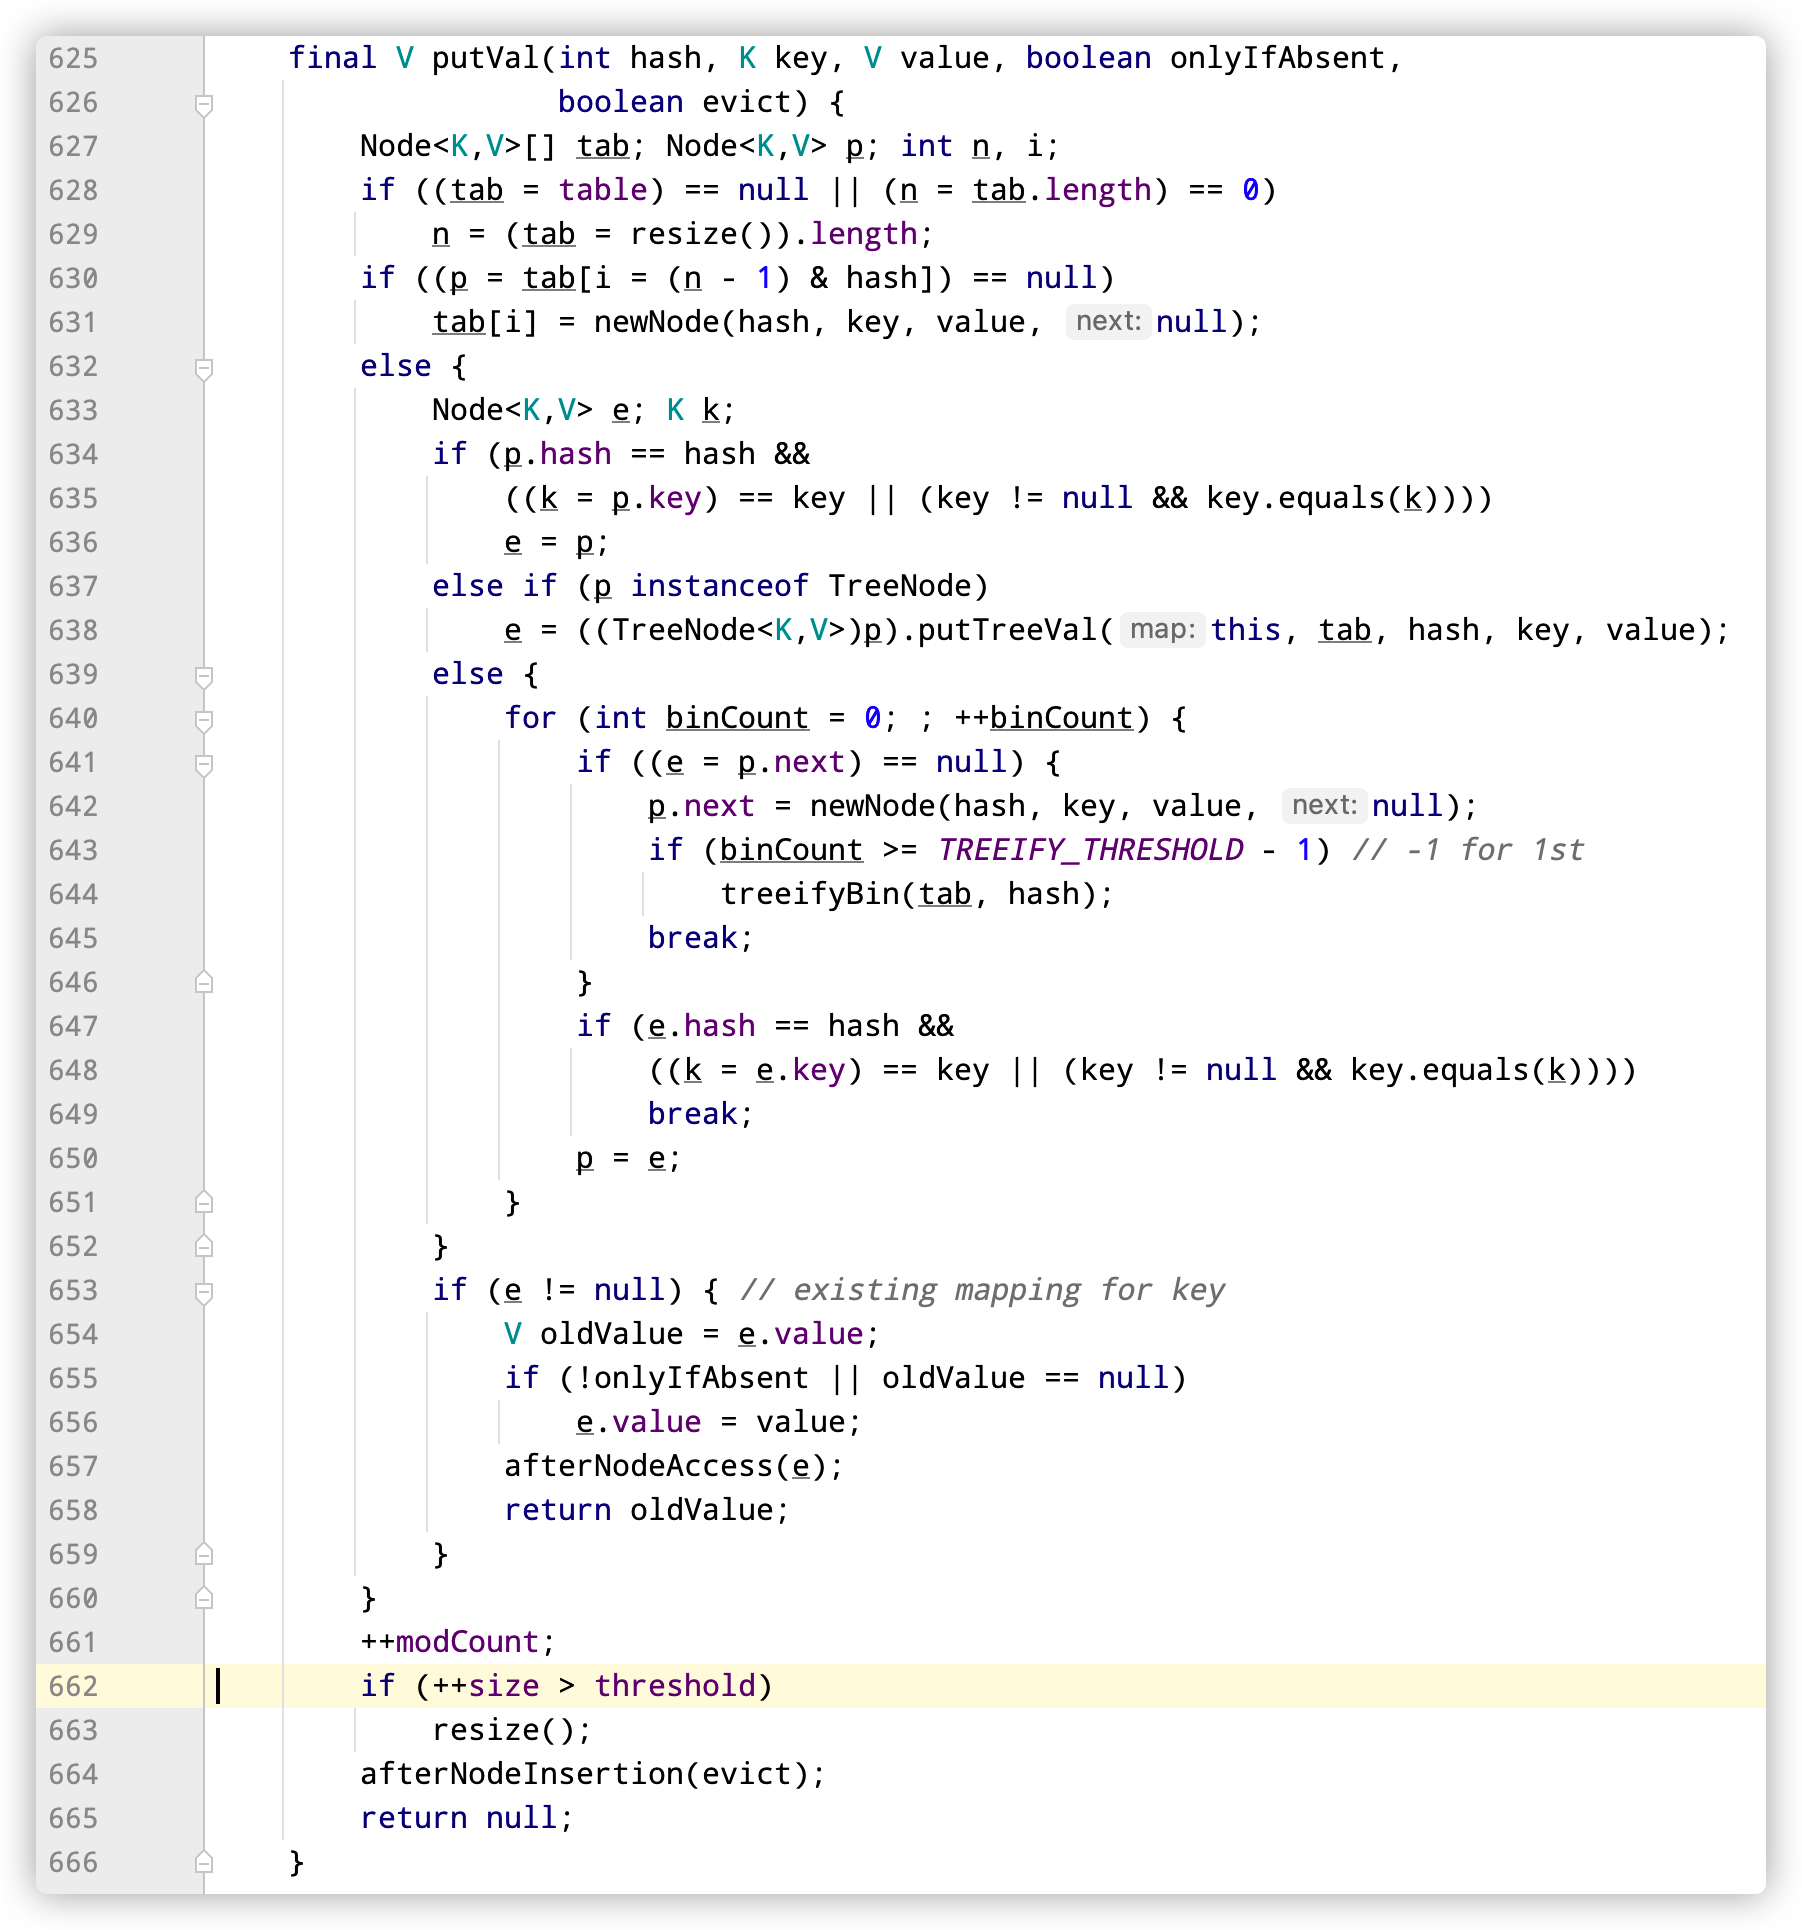 625 final V putVal(int hash, K key, V value, boolean onlyIfAbsent,
626 boolean evict) {
627 Node<K,V>[] tab; Node<K,V> p; int n, i;
628 if ((tab = table) == null || (n = tab.length) == 0)
629 n = (tab = resize()).length;
630 if ((p = tab[i = (n - 1) & hash]) == null)
631 tab[i] = newNode(hash, key, value, next: null);
632 else {
633 Node<K,V> e; K k;
634 if (p.hash == hash &&
635 ((k = p.key) == key || (key != null && key.equals(k))))
636 e = p;
637 else if (p instanceof TreeNode)
638 e = ((TreeNode<K,V>)p).putTreeVal( map: this, tab, hash, key, value);
639 else {
640 for (int binCount = 0; ; ++binCount) {
641 if ((e = p.next) == null) {
642 p.next = newNode(hash, key, value, next: null);
643 if (binCount >= TREEIFY_THRESHOLD - 1) // -1 for 1st
644 treeifyBin(tab, hash);
645 break;
646 }
647 if (e.hash == hash &&
648 ((k = e.key) == key || (key != null && key.equals(k))))
649 break;
650 p = e;
651 }
652 }
653 if (e != null) { // existing mapping for key
654 V oldValue = e.value;
655 if (!onlyIfAbsent || oldValue == null)
656 e.value = value;
657 afterNodeAccess(e);
658 return oldValue;
659 }
660 }
661 ++modCount;
662 if (++size > threshold)
663 resize();
664 afterNodeInsertion(evict);
665 return null;
666 }